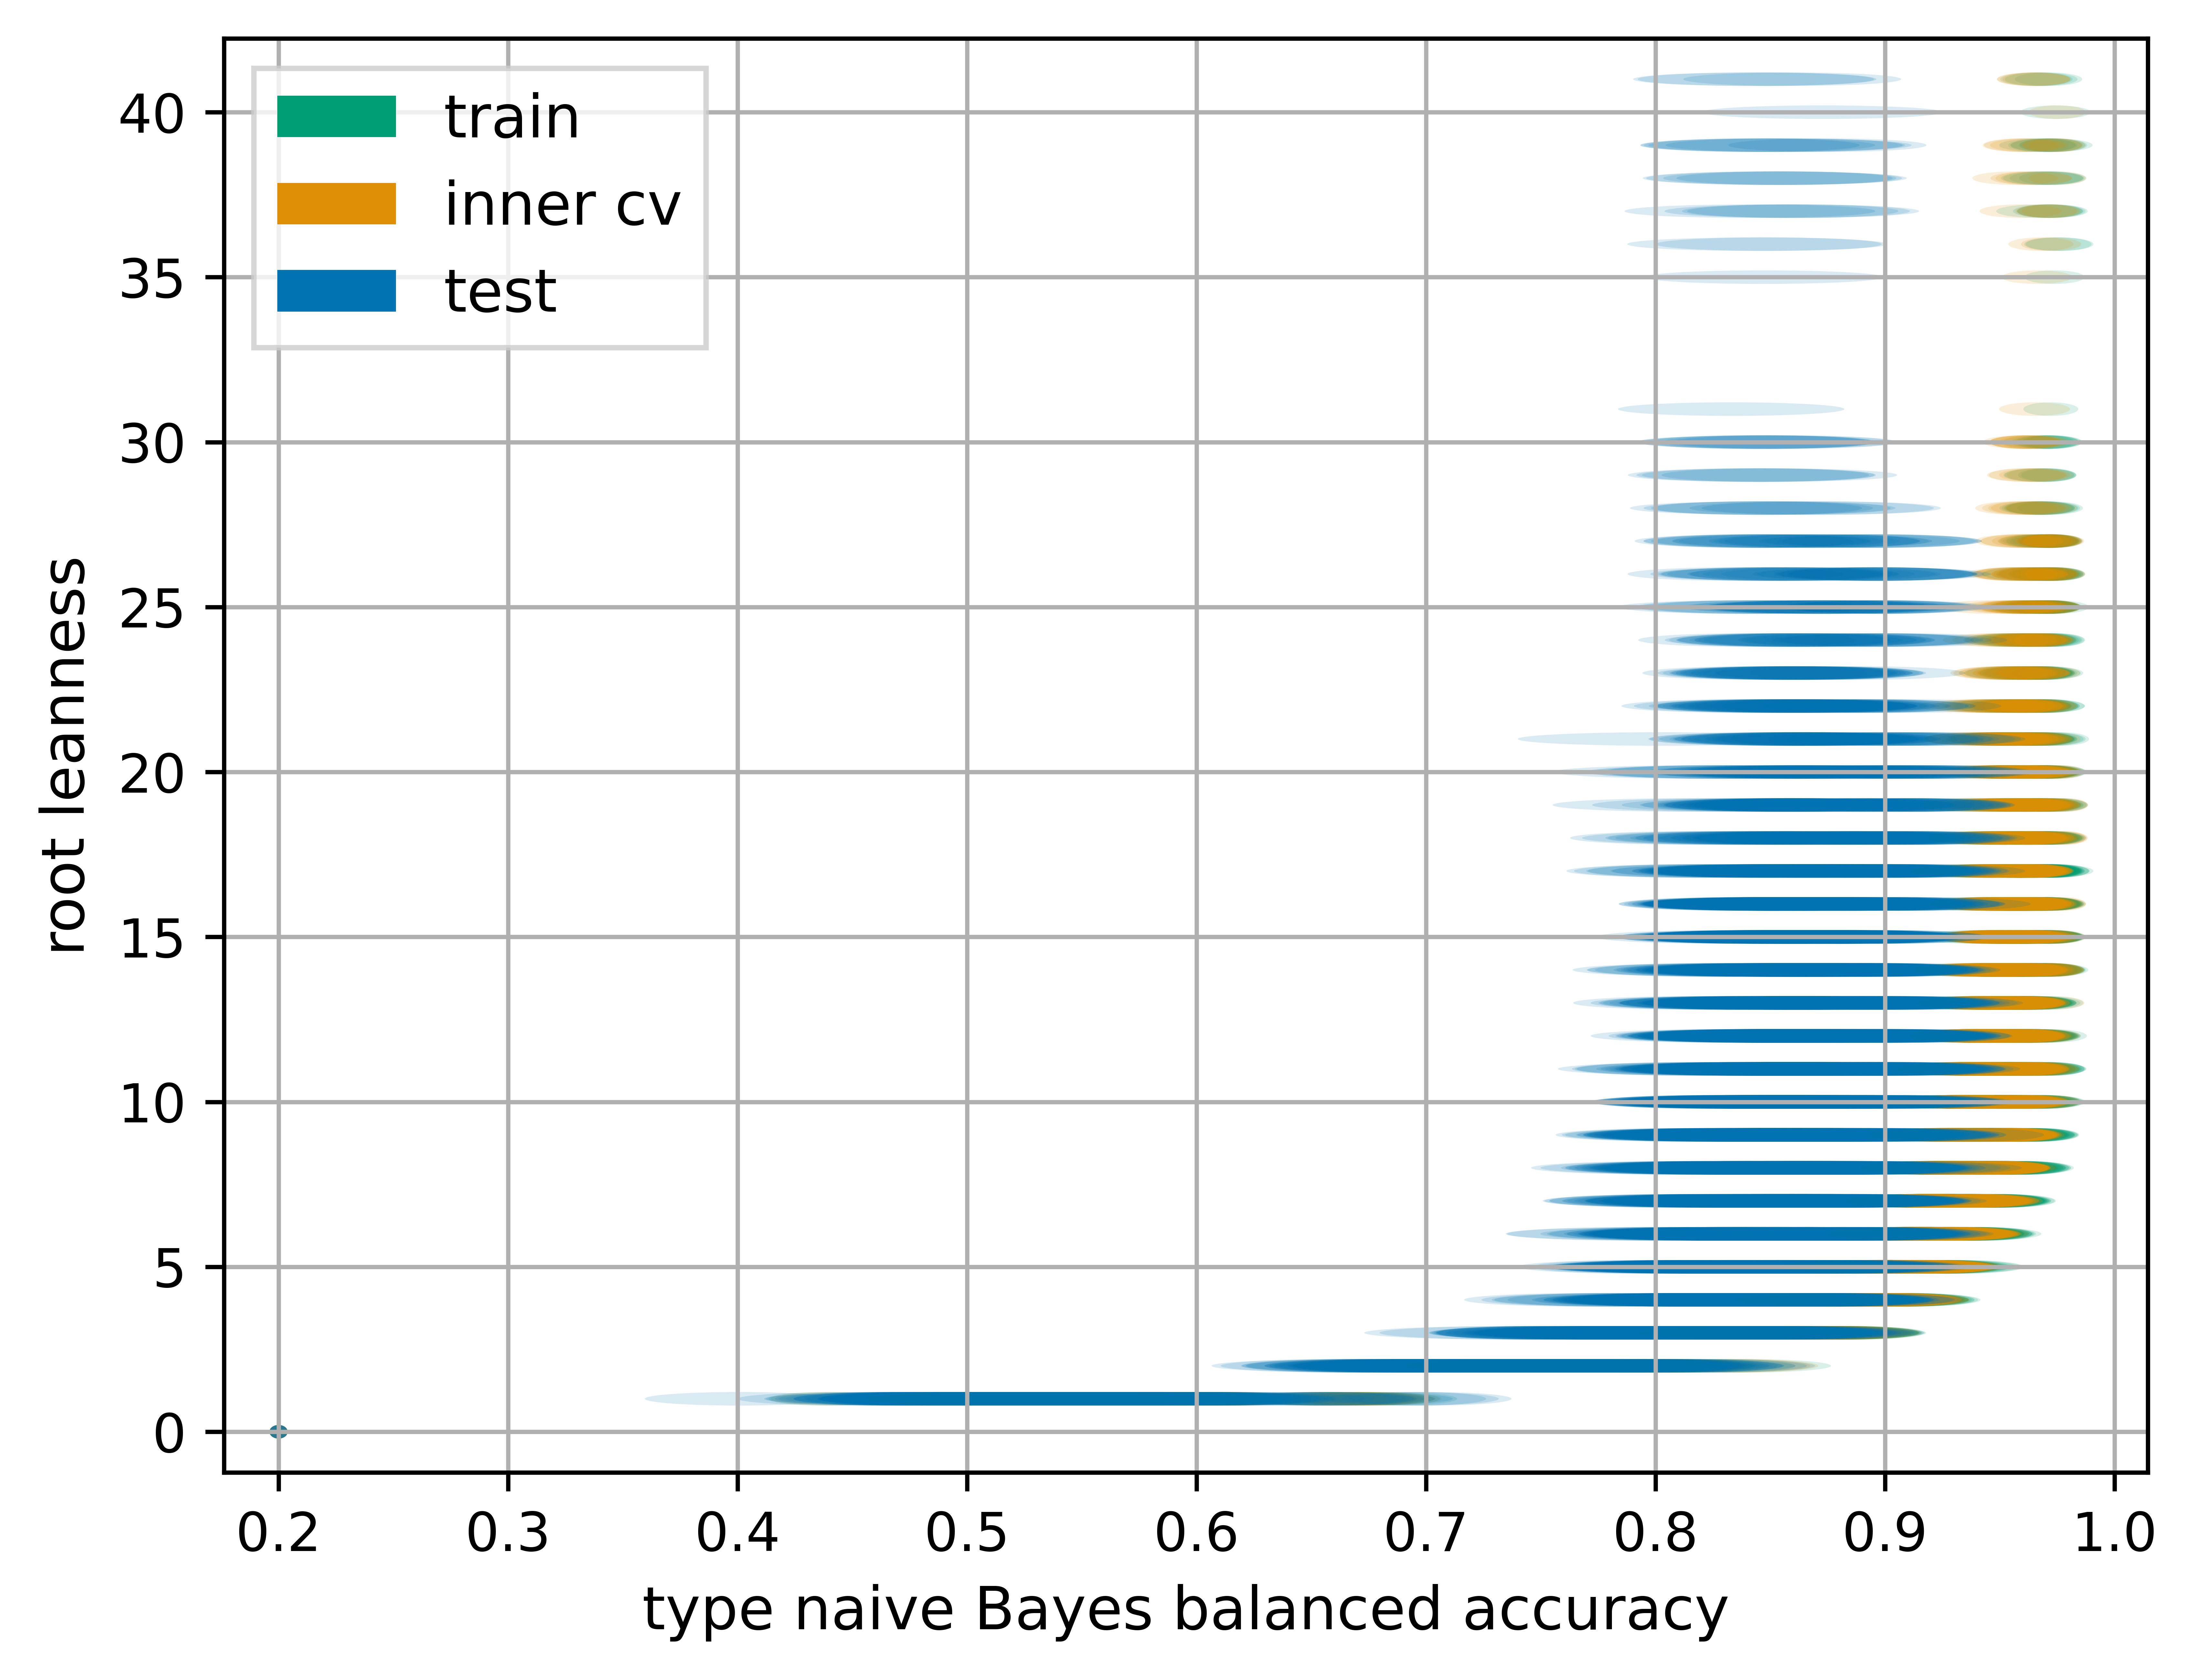 train
inner cv
test
40
35
30
25
20
15
10
5
0
root leanness
0.2 0.3 0.4 0.5 0.6 0.7 0.8 0.9 1.0
type naive Bayes balanced accuracy